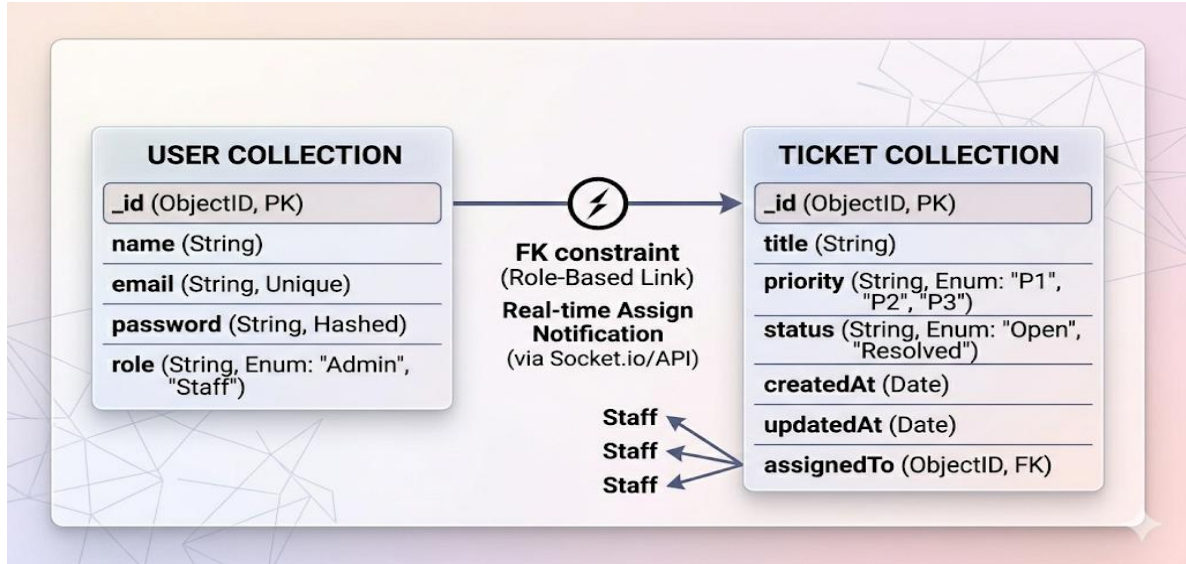 USER COLLECTION
_id (ObjectID, PK)
name (String)
email (String, Unique)
password (String, Hashed)
role (String, Enum: "Admin",
"Staff")
FK constraint
(Role-Based Link)
Real-time Assign
Notification
(via Socket.io/API)
Staff
Staff
Staff
TICKET COLLECTION
_id (ObjectID, PK)
title (String)
priority (String, Enum: "P1",
"P2", "P3")
status (String, Enum: "Open",
"Resolved")
createdAt (Date)
updatedAt (Date)
assignedTo (ObjectID, FK)